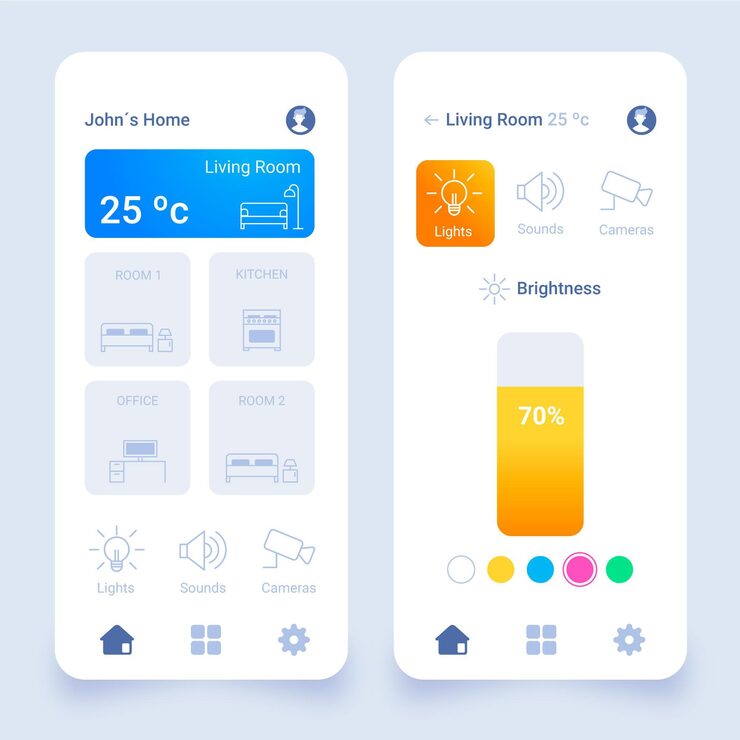 John´s Home
Living Room
25 ºc
ROOM 1
KITCHEN
OFFICE
ROOM 2
Lights
Sounds
Cameras
← Living Room 25 ºc
Lights
Sounds
Cameras
Brightness
70%